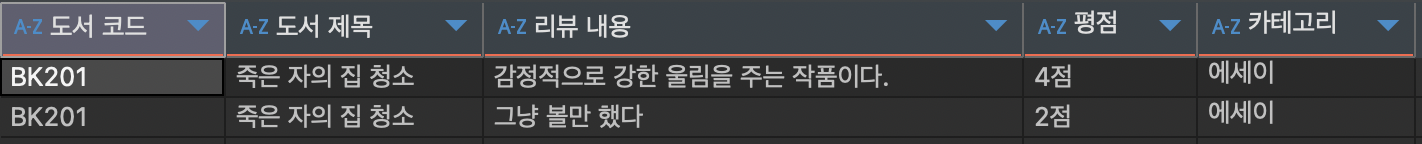 A-Z 도서 코드 A-Z 도서 제목 A-Z 리뷰 내용 A-Z 평점 A-Z 카테고리
BK201 죽은 자의 집 청소 감정적으로 강한 울림을 주는 작품이다. 4점 에세이
BK201 죽은 자의 집 청소 그냥 볼만 했다 2점 에세이